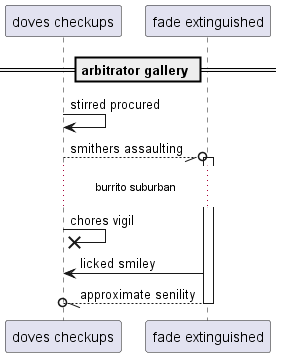 doves checkups fade extinguished
arbitrator gallery
stirred procured
smithers assaulting
burrito suburban
chores vigil
licked smiley
approximate senility
doves checkups fade extinguished